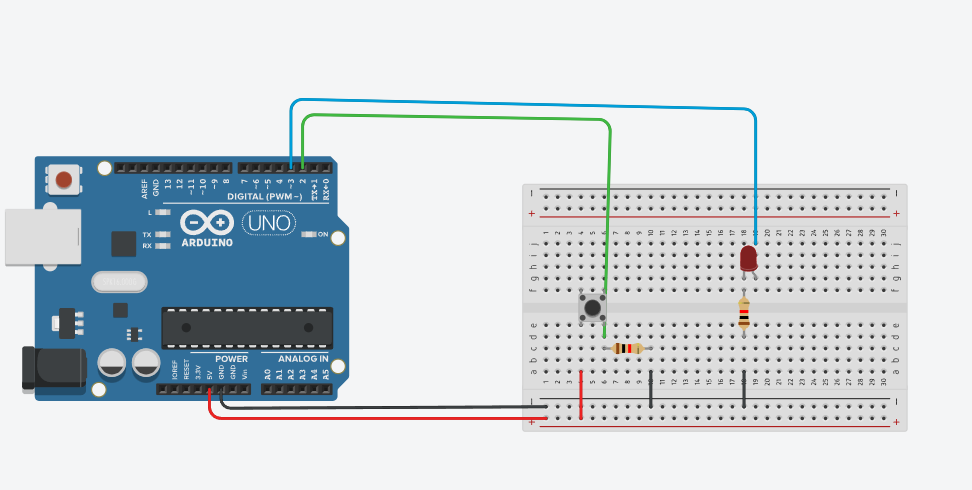 AREF
GND
13
12
~11
~10
~9
8
7
~6
~5
4
~3
2
TX→1
RX←0
DIGITAL (PWM~)
L
TX
RX
ARDUINO
UNO
ON
POWER
ANALOG IN
IOREF
RESET
3.3V
5V
GND
GND
Vin
A0
A1
A2
A3
A4
A5
− −
+ +
1 2 3 4 5 6 7 8 9 10 11 12 13 14 15 16 17 18 19 20 21 22 23 24 25 26 27 28 29 30
j j
i i
h h
g g
f f
e e
d d
c c
b b
a a
1 2 3 4 5 6 7 8 9 10 11 12 13 14 15 16 17 18 19 20 21 22 23 24 25 26 27 28 29 30
− −
+ +